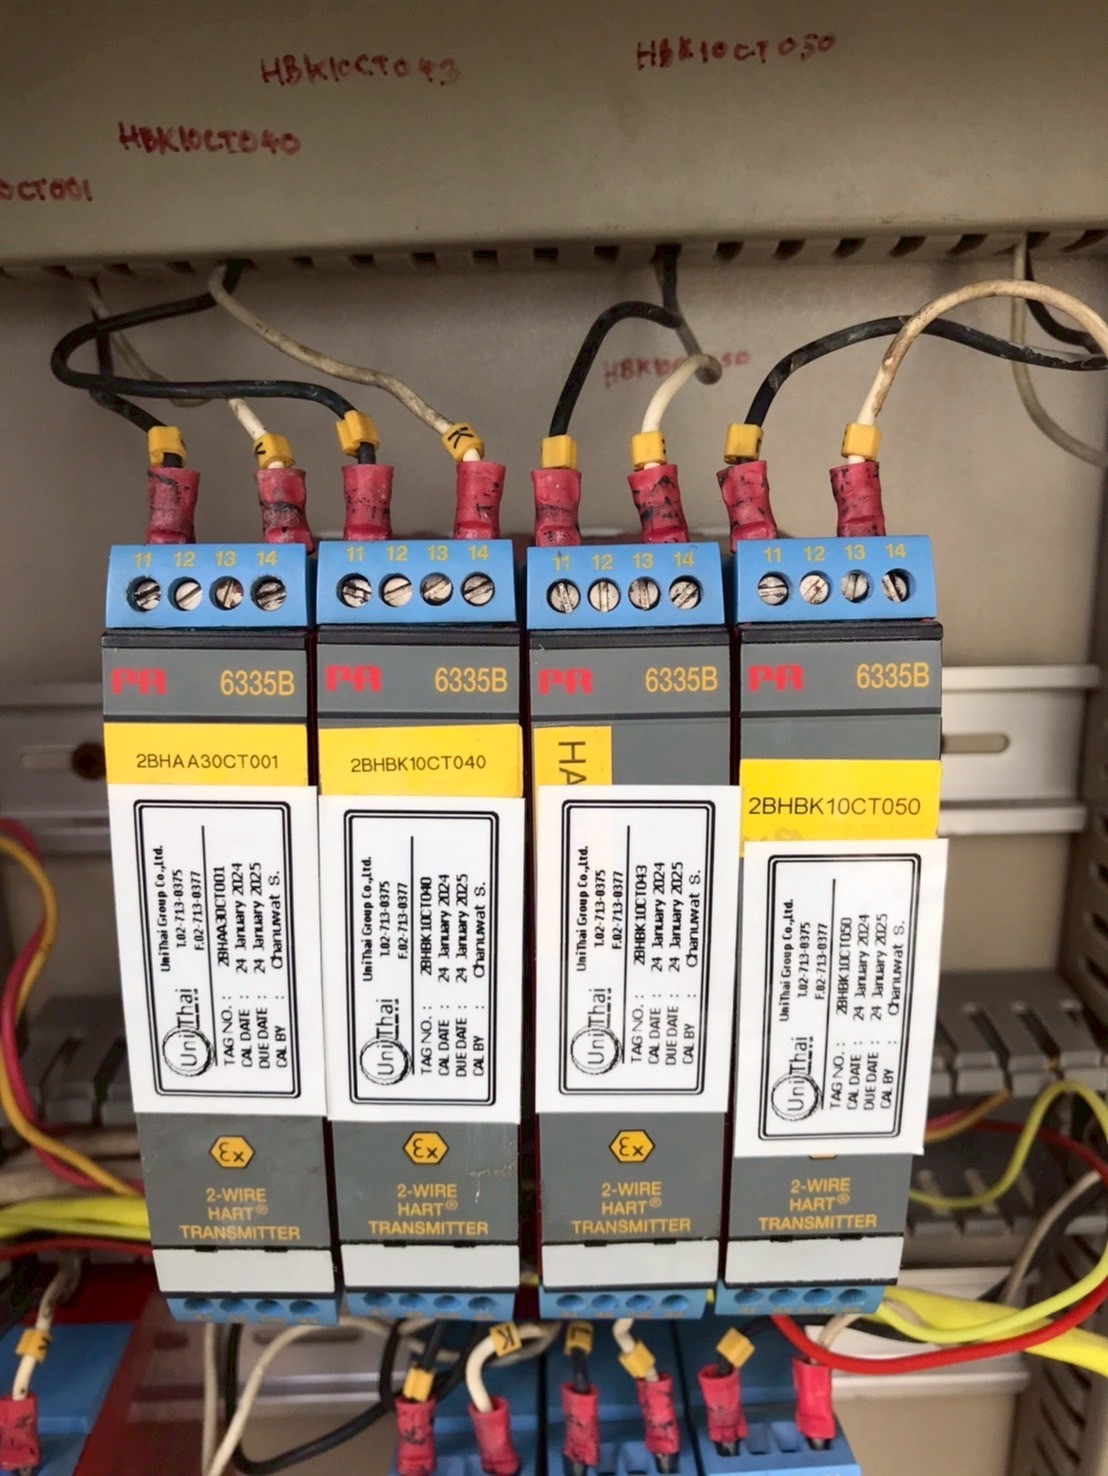 HBK10CT043
HBK10CT050
HBK10CT040
0CT001
HBK10 50
K
11 12 13 14
PR 6335B
2BHAA30CT001
UniThai
UniThai Group Co.,Ltd.
T.02-713-0375
F.02-713-0377
TAG NO. : 2BHAA30CT001
CAL DATE : 24 January 2024
DUE DATE : 24 January 2025
CAL BY : Chanuwat S.
Ex
2-WIRE
HART®
TRANSMITTER
11 12 13 14
PR 6335B
2BHBK10CT040
UniThai
UniThai Group Co.,Ltd.
T.02-713-0375
F.02-713-0377
TAG NO. : 2BHBK10CT040
CAL DATE : 24 January 2024
DUE DATE : 24 January 2025
CAL BY : Chanuwat S.
Ex
2-WIRE
HART®
TRANSMITTER
11 12 13 14
PR 6335B
HA
UniThai
UniThai Group Co.,Ltd.
T.02-713-0375
F.02-713-0377
TAG NO. : 2BHBK10CT043
CAL DATE : 24 January 2024
DUE DATE : 24 January 2025
CAL BY : Chanuwat S.
Ex
2-WIRE
HART®
TRANSMITTER
11 12 13 14
PR 6335B
2BHBK10CT050
UniThai
UniThai Group Co.,Ltd.
T.02-713-0375
F.02-713-0377
TAG NO. : 2BHBK10CT050
CAL DATE : 24 January 2024
DUE DATE : 24 January 2025
CAL BY : Chanuwat S.
2-WIRE
HART®
TRANSMITTER
K